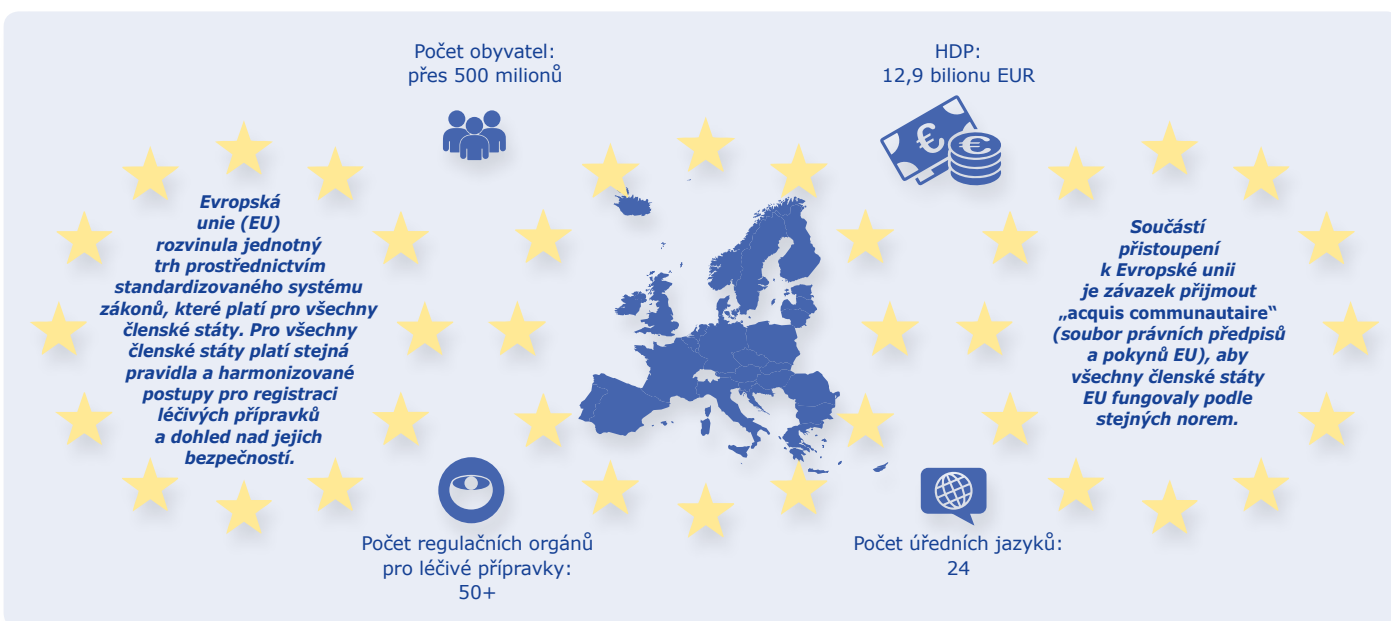 Počet obyvatel:
přes 500 milionů
HDP:
12,9 bilionu EUR
Evropská
unie (EU)
rozvinula jednotný
trh prostřednictvím
standardizovaného systému
zákonů, které platí pro všechny
členské státy. Pro všechny
členské státy platí stejná
pravidla a harmonizované
postupy pro registraci
léčivých přípravků
a dohled nad jejich
bezpečností.
Součástí
přistoupení
k Evropské unii
je závazek přijmout
„acquis communautaire“
(soubor právních předpisů
a pokynů EU), aby
všechny členské státy
EU fungovaly podle
stejných norem.
Počet regulačních orgánů
pro léčivé přípravky:
50+
Počet úředních jazyků:
24